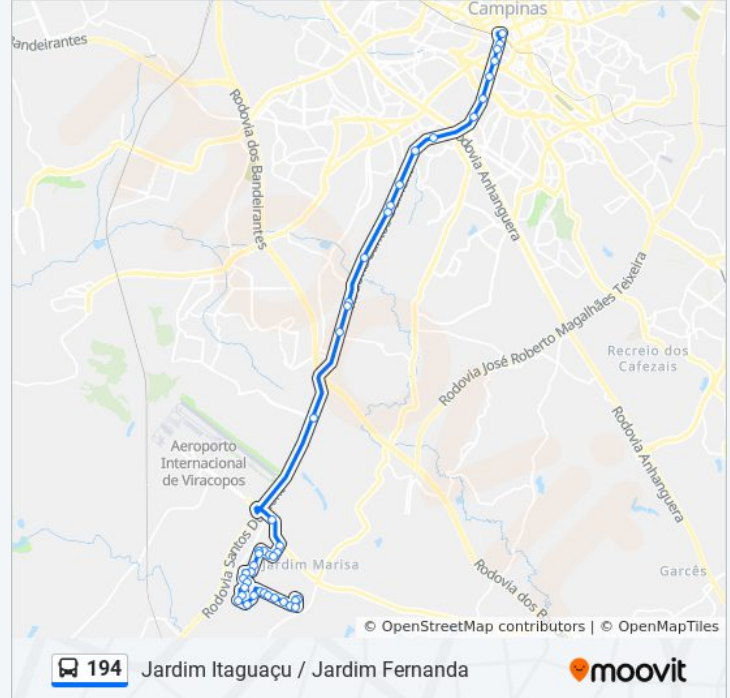 Campinas
Bandeirantes
Rodovia dos Bandeirantes
Rodovia Anhanguera
Rodovia José Roberto Magalhães Teixeira
Recreio dos
Cafezais
Rodovia Anhanguera
Aeroporto
Internacional
de Viracopos
Rodovia Santos D
Jardim Marisa
Rodovia dos
Garcês
© OpenStreetMap contributors | © OpenMapTiles
194 Jardim Itaguaçu / Jardim Fernanda
moovit